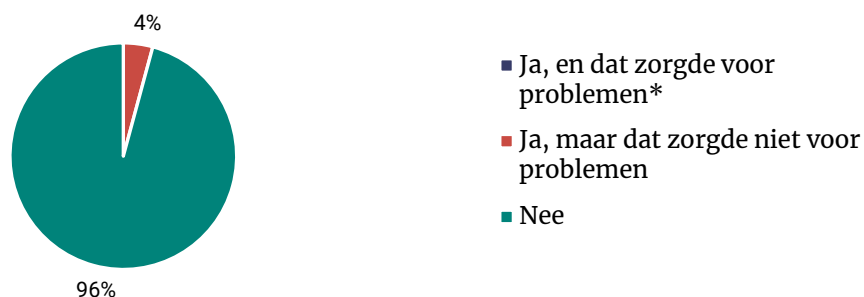 4%
Ja, en dat zorgde voor
problemen*
Ja, maar dat zorgde niet voor
problemen
Nee
96%